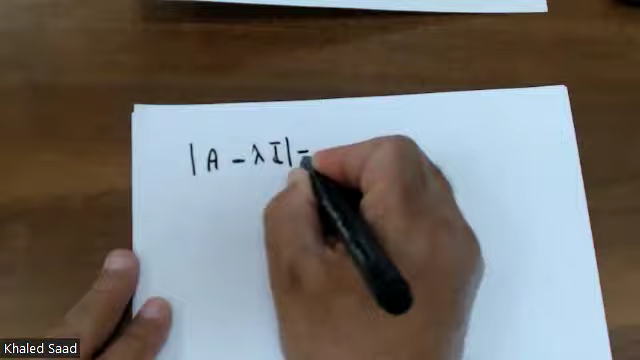 |A - λI| -
Khaled Saad